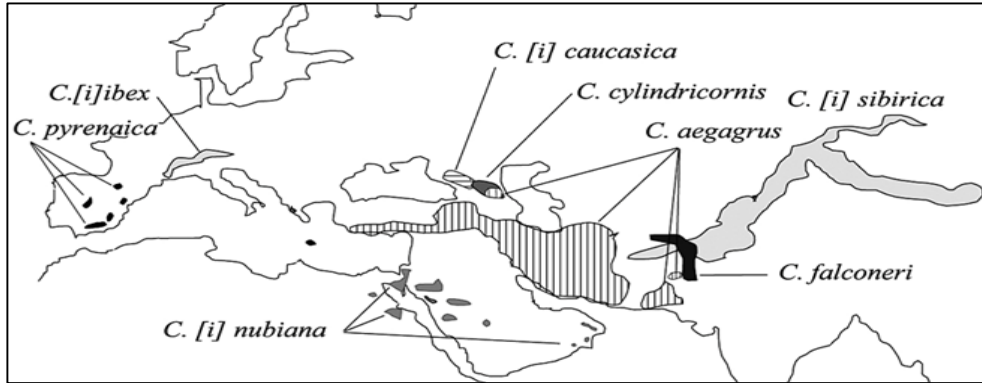 C. [i] caucasica
C.[i]ibex
C. cylindricornis
C. [i] sibirica
C. pyrenaica
C. aegagrus
C. falconeri
C. [i] nubiana